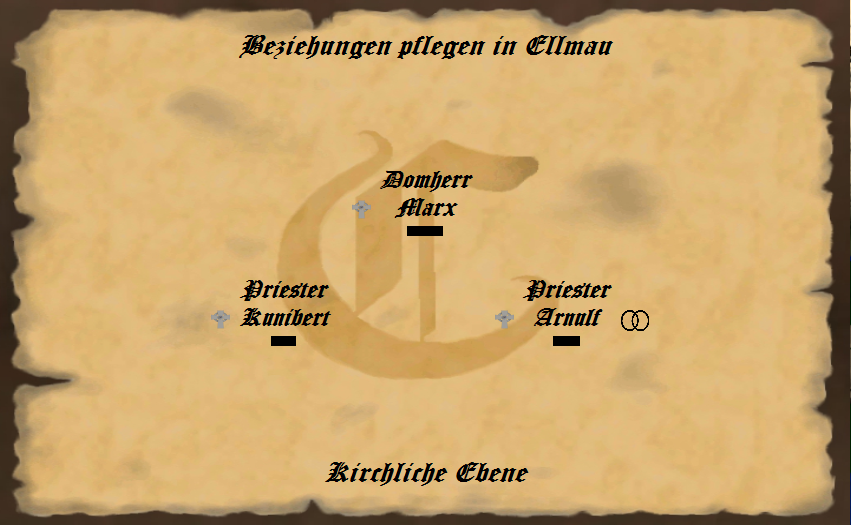 Beziehungen pflegen in Ellmau
Domherr
Marx
Priester
Kunibert
Priester
Arnulf
Kirchliche Ebene